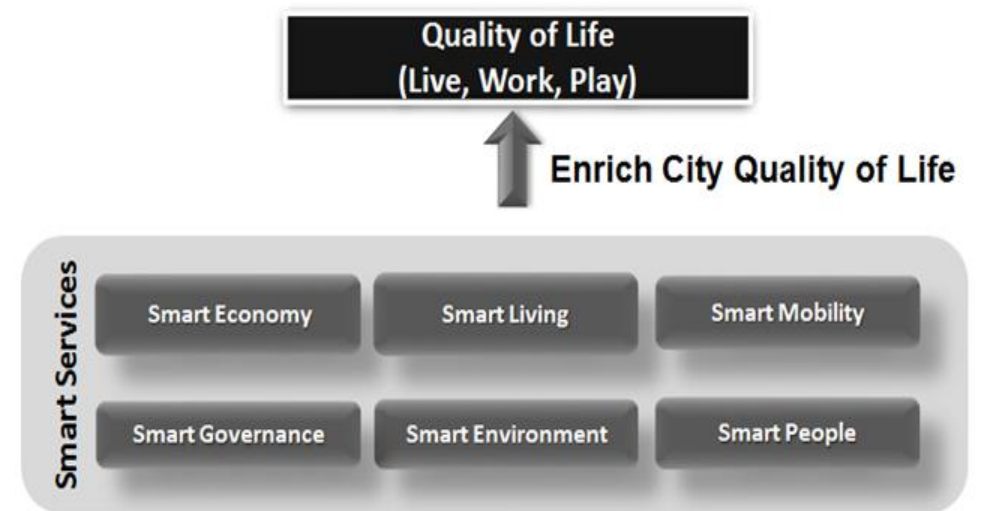 Quality of Life
(Live, Work, Play)
Enrich City Quality of Life
Smart Services
Smart Economy
Smart Living
Smart Mobility
Smart Governance
Smart Environment
Smart People